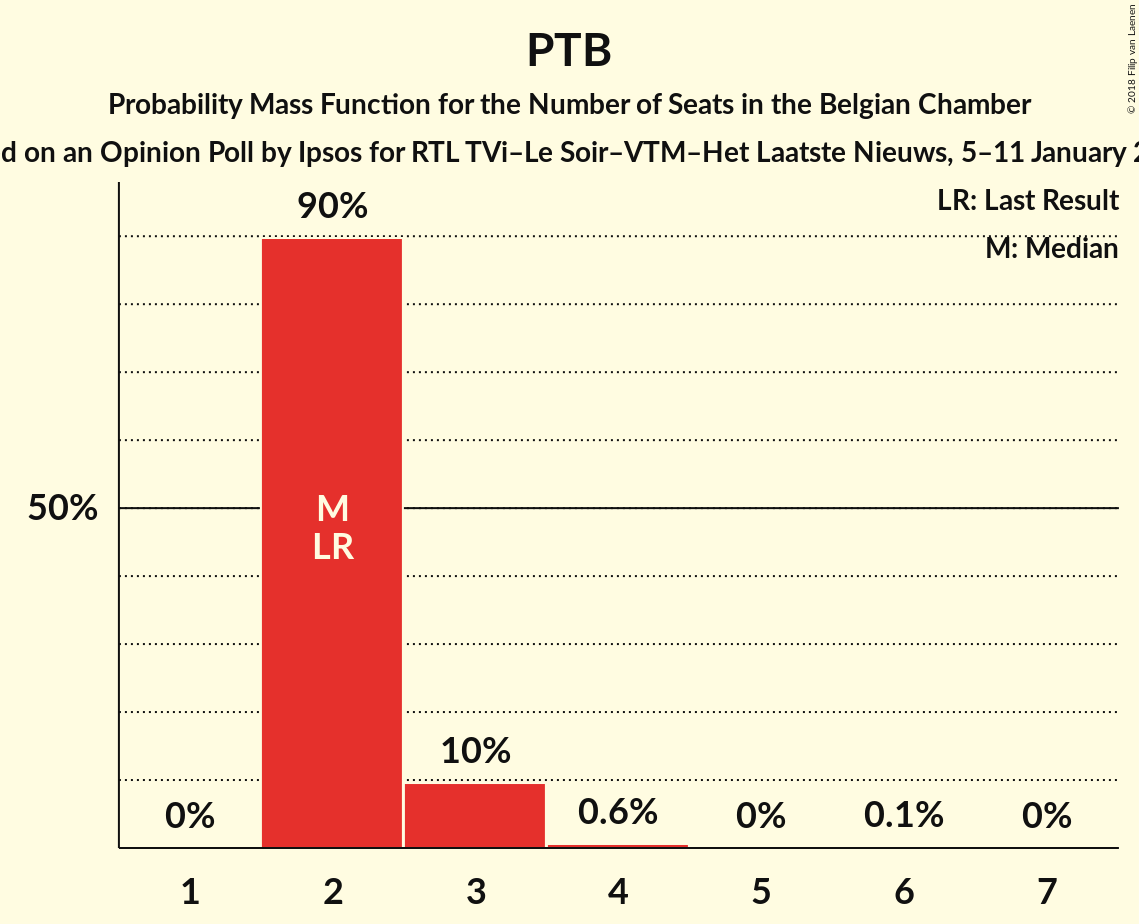 PTB
Probability Mass Function for the Number of Seats in the Belgian Chamber
d on an Opinion Poll by Ipsos for RTL TVi–Le Soir–VTM–Het Laatste Nieuws, 5–11 January
© 2018 Filip van Laenen
LR: Last Result
M: Median
90%
50%
M
LR
10%
0%
0.6%
0%
0.1%
0%
1 2 3 4 5 6 7